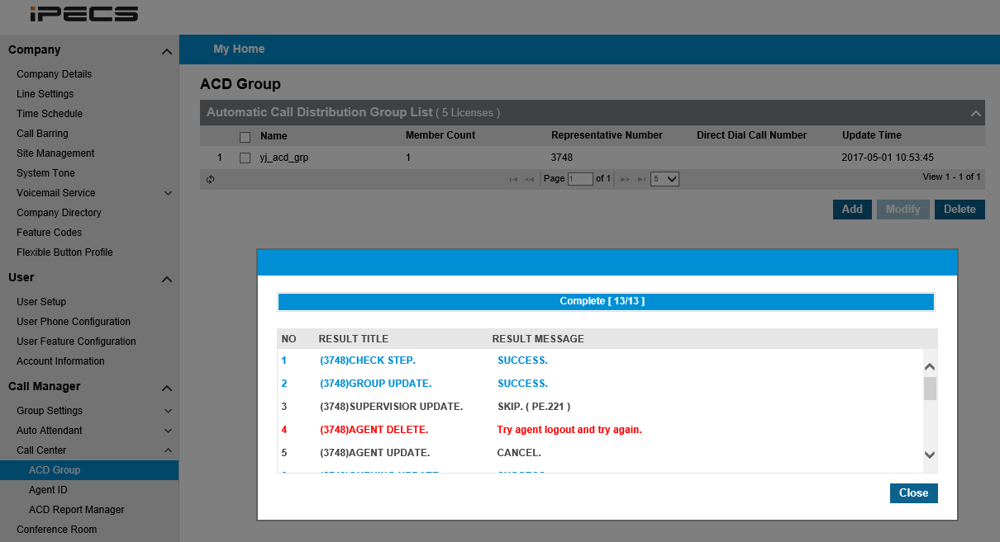 iPECS
Company
Company Details
Line Settings
Time Schedule
Call Barring
Site Management
System Tone
Voicemail Service
Company Directory
Feature Codes
Flexible Button Profile
User
User Setup
User Phone Configuration
User Feature Configuration
Account Information
Call Manager
Group Settings
Auto Attendant
Call Center
ACD Group
Agent ID
ACD Report Manager
Conference Room
My Home
ACD Group
Automatic Call Distribution Group List ( 5 Licenses )
Name Member Count Representative Number Direct Dial Call Number Update Time
1 yj_acd_grp 1 3748 2017-05-01 10:53:45
Page 1 of 1 5 View 1 - 1 of 1
Add Modify Delete
Complete [ 13/13 ]
NO RESULT TITLE RESULT MESSAGE
1 (3748)CHECK STEP. SUCCESS.
2 (3748)GROUP UPDATE. SUCCESS.
3 (3748)SUPERVISIOR UPDATE. SKIP. ( PE.221 )
4 (3748)AGENT DELETE. Try agent logout and try again.
5 (3748)AGENT UPDATE. CANCEL.
Close